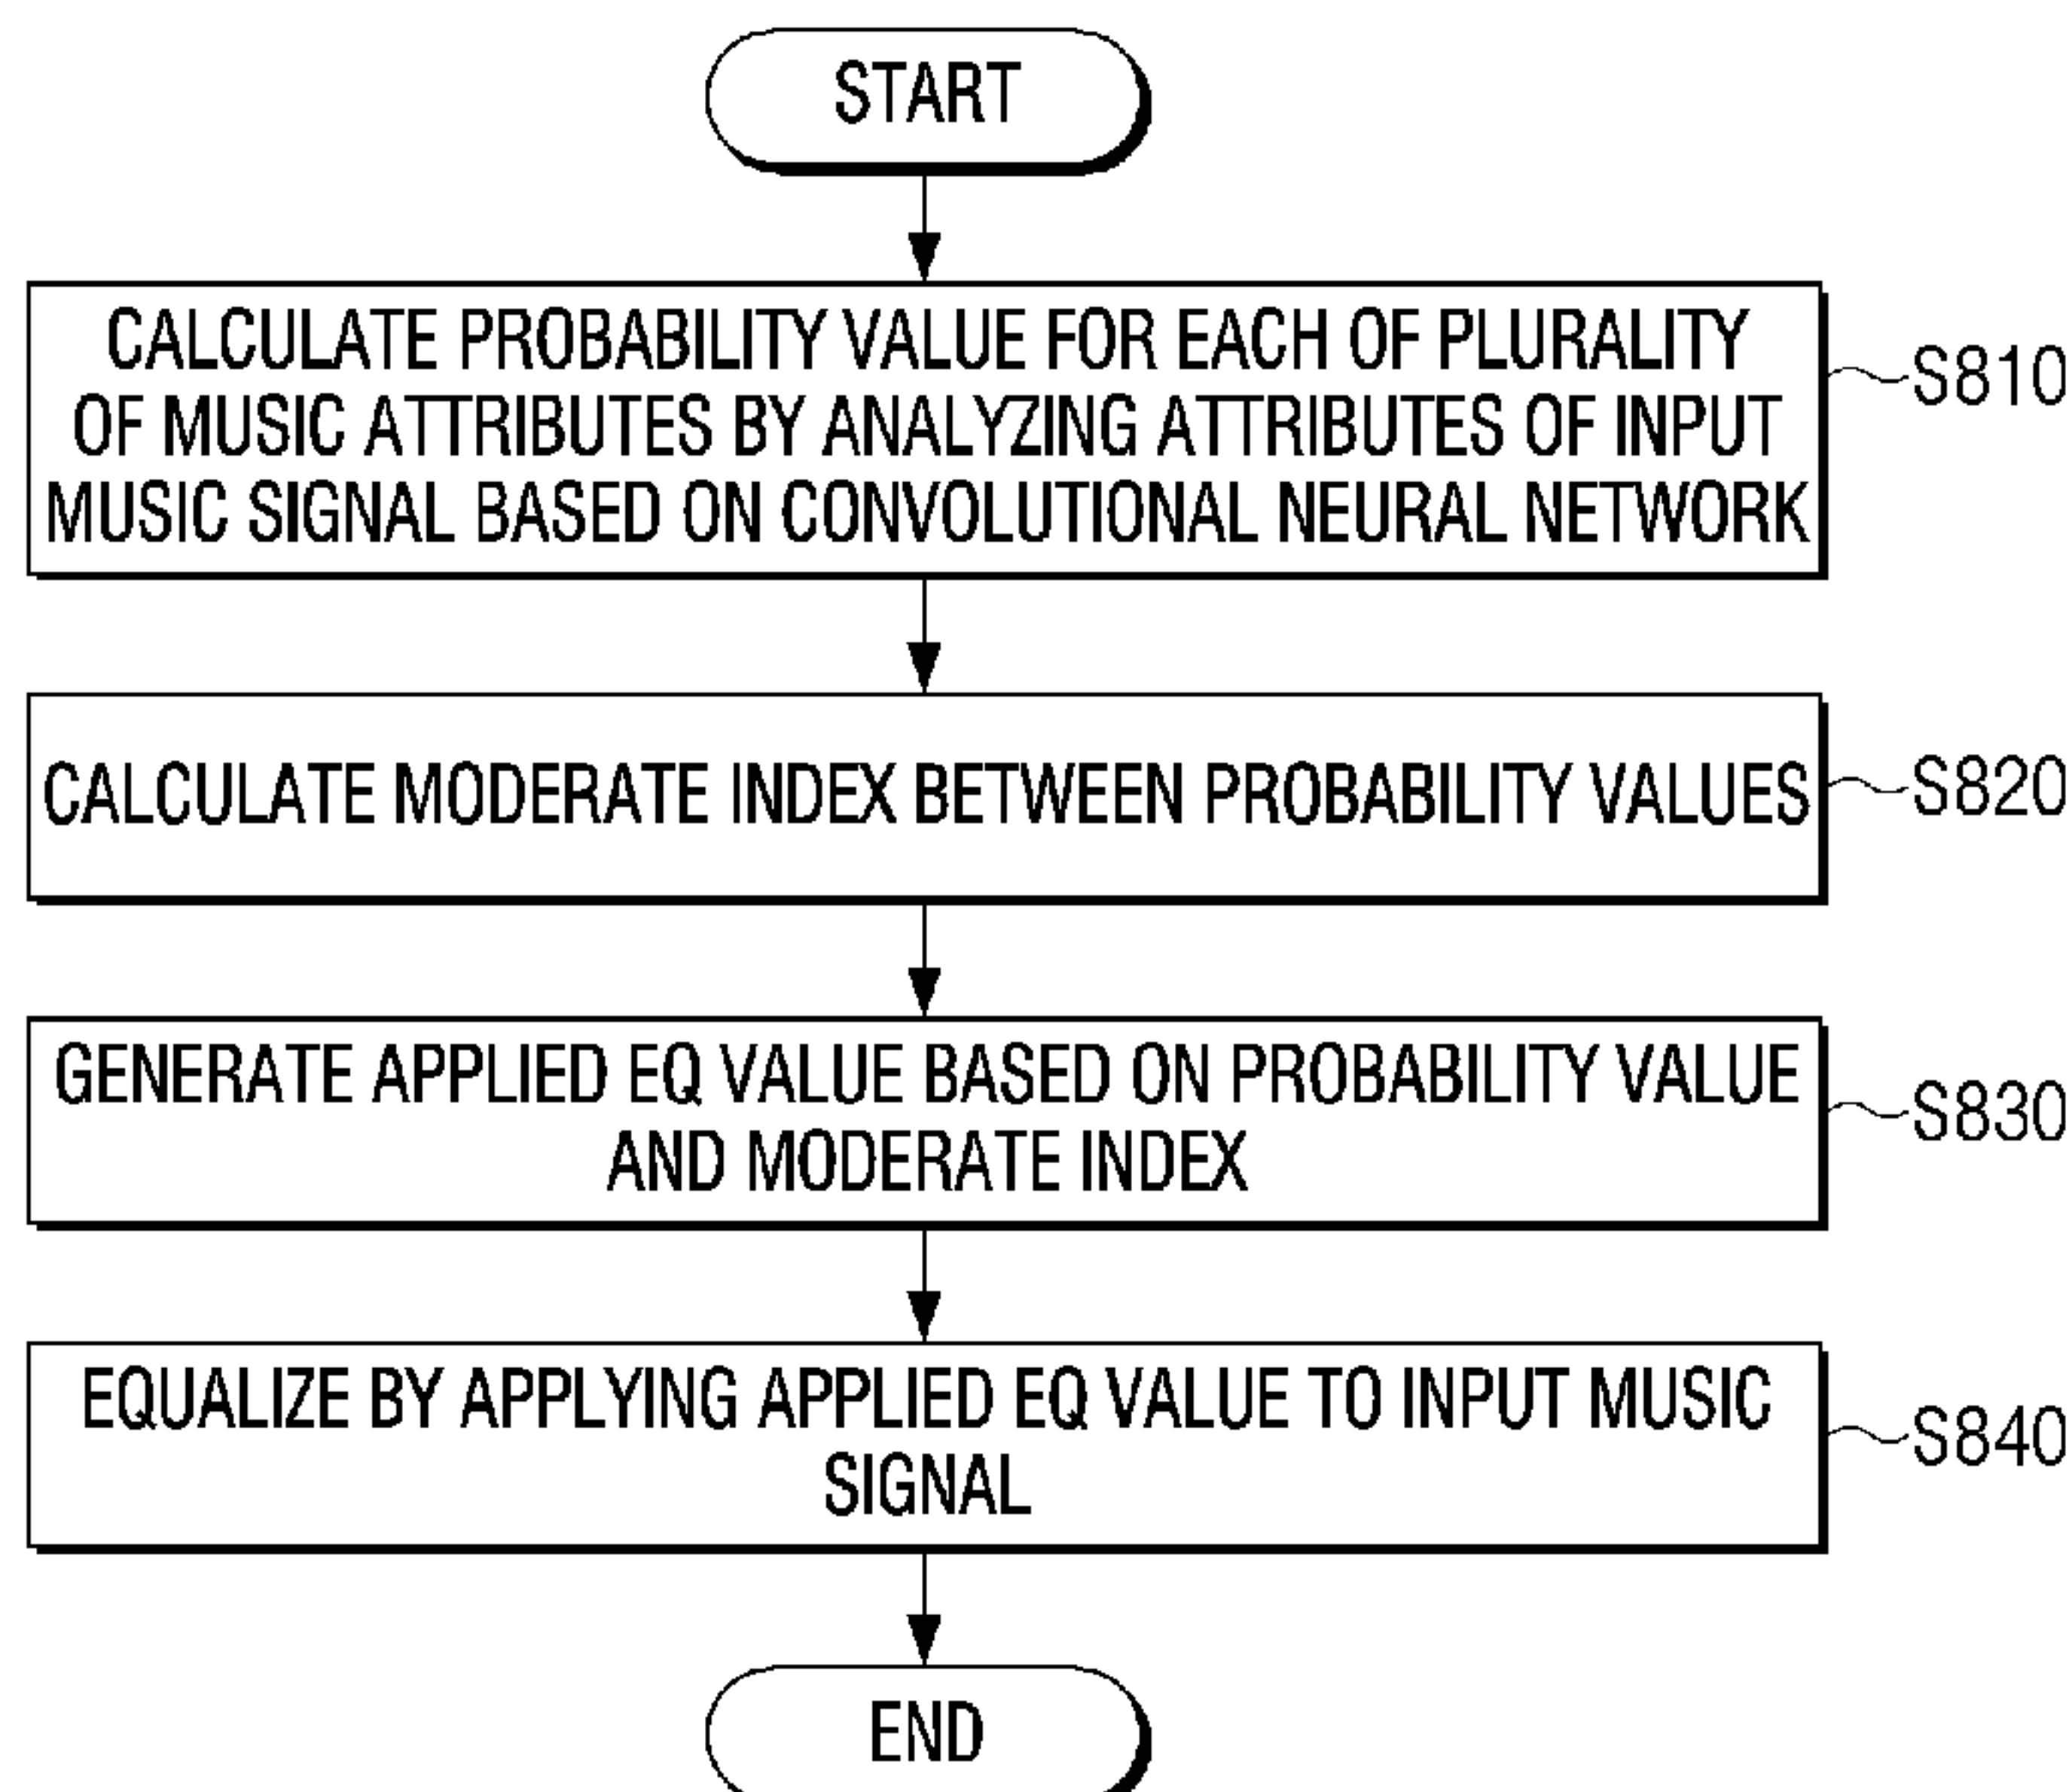 START
CALCULATE PROBABILITY VALUE FOR EACH OF PLURALITY
OF MUSIC ATTRIBUTES BY ANALYZING ATTRIBUTES OF INPUT
MUSIC SIGNAL BASED ON CONVOLUTIONAL NEURAL NETWORK
S810
CALCULATE MODERATE INDEX BETWEEN PROBABILITY VALUES
S820
GENERATE APPLIED EQ VALUE BASED ON PROBABILITY VALUE
AND MODERATE INDEX
S830
EQUALIZE BY APPLYING APPLIED EQ VALUE TO INPUT MUSIC
SIGNAL
S840
END